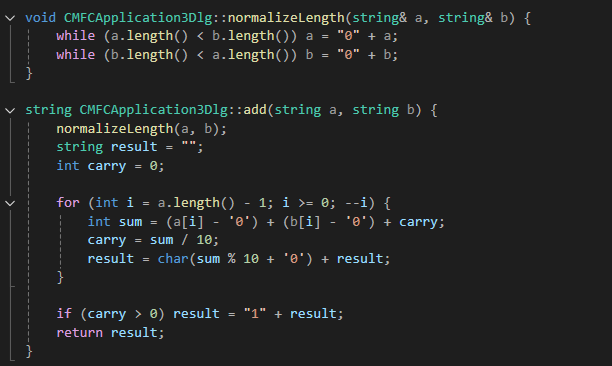 void CMFCApplication3Dlg::normalizeLength(string& a, string& b) {
    while (a.length() < b.length()) a = "0" + a;
    while (b.length() < a.length()) b = "0" + b;
}
string CMFCApplication3Dlg::add(string a, string b) {
    normalizeLength(a, b);
    string result = "";
    int carry = 0;
    for (int i = a.length() - 1; i >= 0; --i) {
        int sum = (a[i] - '0') + (b[i] - '0') + carry;
        carry = sum / 10;
        result = char(sum % 10 + '0') + result;
    }
    if (carry > 0) result = "1" + result;
    return result;
}